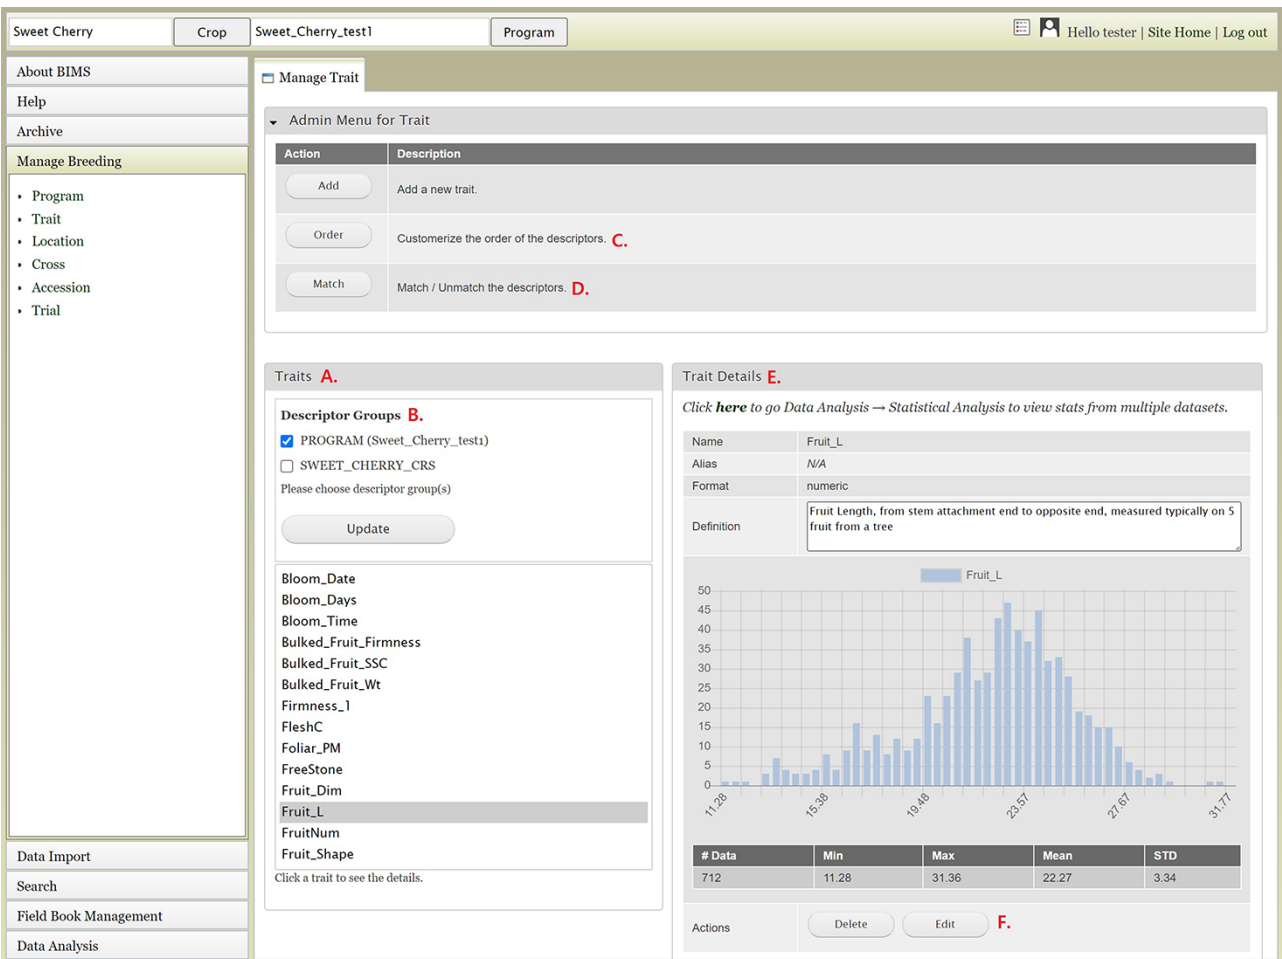 Sweet Cherry Crop Sweet_Cherry_test1 Program Hello tester | Site Home | Log out
About BIMS
Help
Archive
Manage Breeding
Program
Trait
Location
Cross
Accession
Trial
Data Import
Search
Field Book Management
Data Analysis
Manage Trait
Admin Menu for Trait
Action Description
Add Add a new trait.
Order Customerize the order of the descriptors. C.
Match Match / Unmatch the descriptors. D.
Traits A.
Descriptor Groups B.
PROGRAM (Sweet_Cherry_test1)
SWEET_CHERRY_CRS
Please choose descriptor group(s)
Update
Bloom_Date
Bloom_Days
Bloom_Time
Bulked_Fruit_Firmness
Bulked_Fruit_SSC
Bulked_Fruit_Wt
Firmness_1
FleshC
Foliar_PM
FreeStone
Fruit_Dim
Fruit_L
FruitNum
Fruit_Shape
Click a trait to see the details.
Trait Details E.
Click here to go Data Analysis → Statistical Analysis to view stats from multiple datasets.
Name Fruit_L
Alias N/A
Format numeric
Definition Fruit Length, from stem attachment end to opposite end, measured typically on 5
fruit from a tree
Fruit_L
50
45
40
35
30
25
20
15
10
5
0
11.28 15.38 19.48 23.57 27.67 31.77
# Data Min Max Mean STD
712 11.28 31.36 22.27 3.34
Actions Delete Edit F.